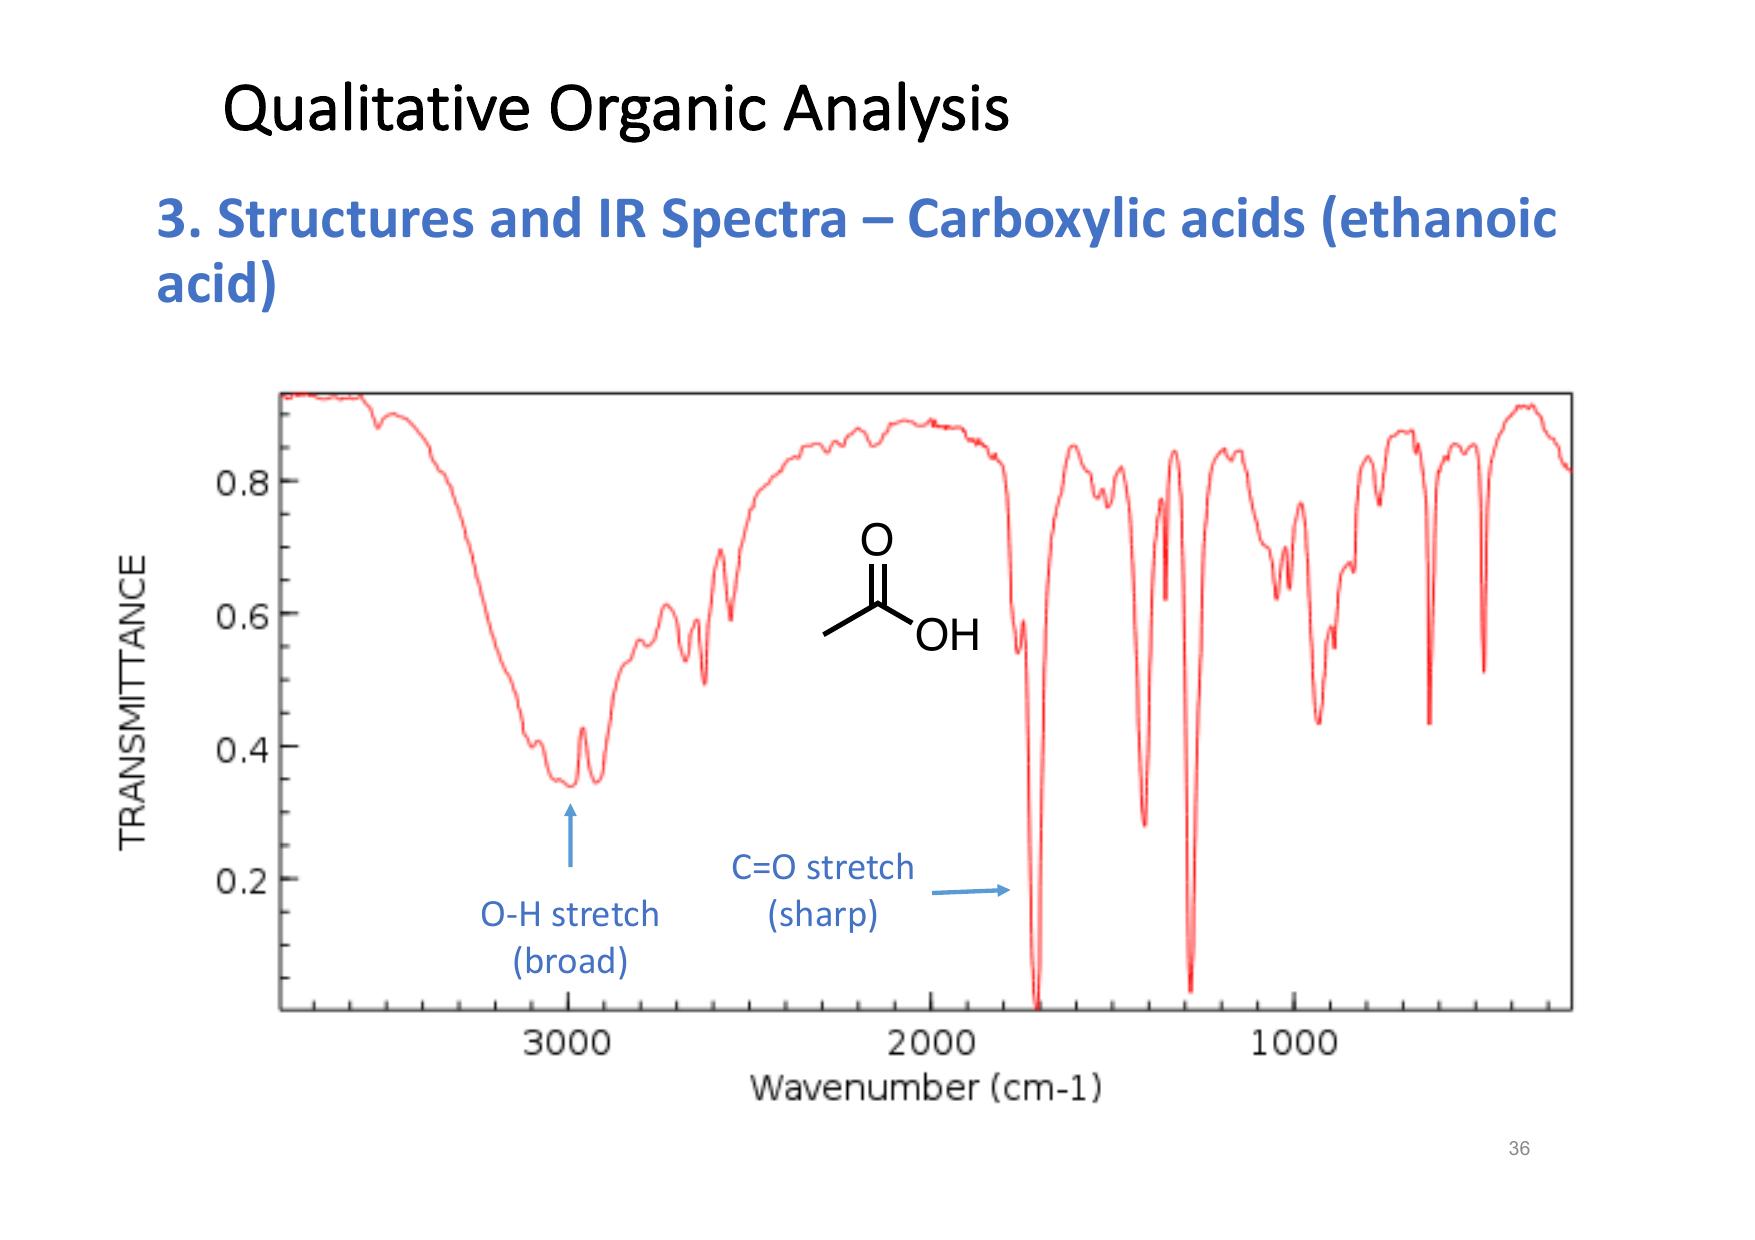 Qualitative Organic Analysis
3. Structures and IR Spectra – Carboxylic acids (ethanoic
acid)
TRANSMITTANCE
0.8
0.6
0.4
0.2
O
OH
C=O stretch
(sharp)
O-H stretch
(broad)
3000
2000
1000
Wavenumber (cm-1)
36